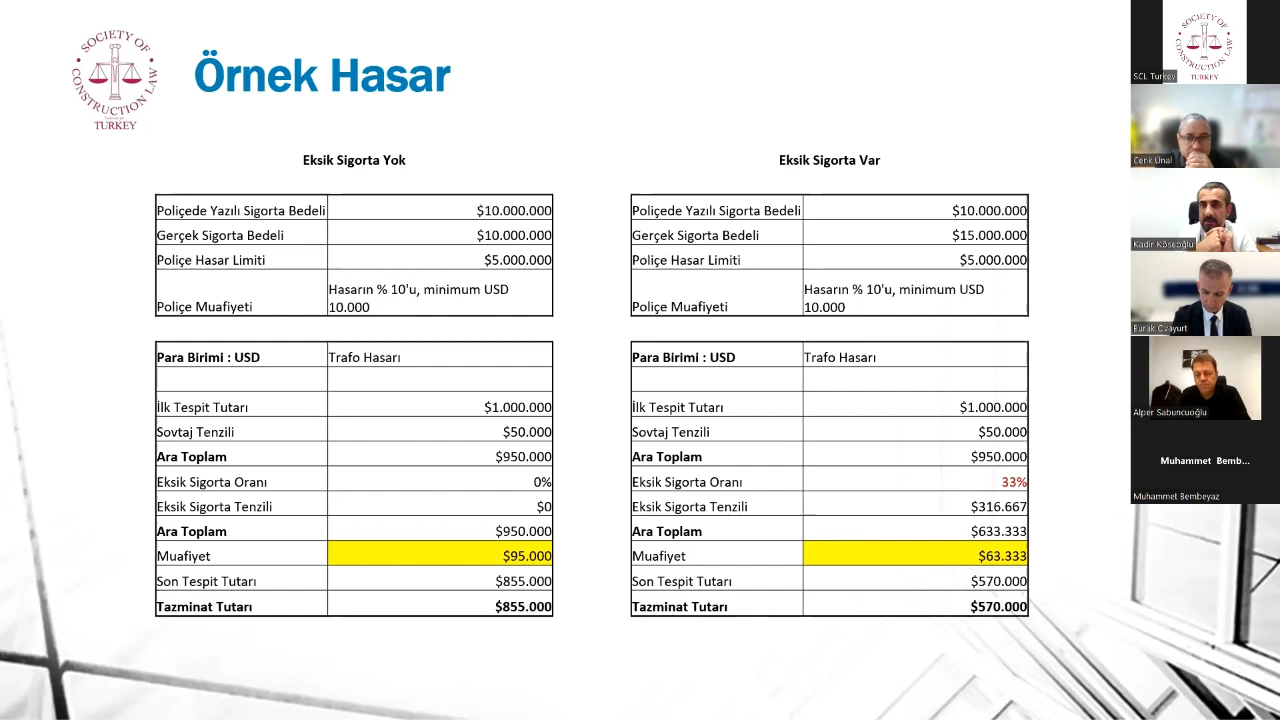 SOCIETY OF CONSTRUCTION LAW
TURKEY
Örnek Hasar
Eksik Sigorta Yok
Poliçede Yazılı Sigorta Bedeli $10.000.000
Gerçek Sigorta Bedeli $10.000.000
Poliçe Hasar Limiti $5.000.000
Hasarın % 10'u, minimum USD
Poliçe Muafiyeti 10.000
Para Birimi : USD Trafo Hasarı
İlk Tespit Tutarı $1.000.000
Sovtaj Tenzili $50.000
Ara Toplam $950.000
Eksik Sigorta Oranı 0%
Eksik Sigorta Tenzili $0
Ara Toplam $950.000
Muafiyet $95.000
Son Tespit Tutarı $855.000
Tazminat Tutarı $855.000
Eksik Sigorta Var
Poliçede Yazılı Sigorta Bedeli $10.000.000
Gerçek Sigorta Bedeli $15.000.000
Poliçe Hasar Limiti $5.000.000
Hasarın % 10'u, minimum USD
Poliçe Muafiyeti 10.000
Para Birimi : USD Trafo Hasarı
İlk Tespit Tutarı $1.000.000
Sovtaj Tenzili $50.000
Ara Toplam $950.000
Eksik Sigorta Oranı 33%
Eksik Sigorta Tenzili $316.667
Ara Toplam $633.333
Muafiyet $63.333
Son Tespit Tutarı $570.000
Tazminat Tutarı $570.000
SOCIETY OF CONSTRUCTION LAW
TURKEY
SCL Turkey
Cenk Ünal
Kadir Köseoğlu
Burak Ovayurt
Alper Sabuncuoğlu
Muhammet Bemb...
Muhammet Bembeyaz